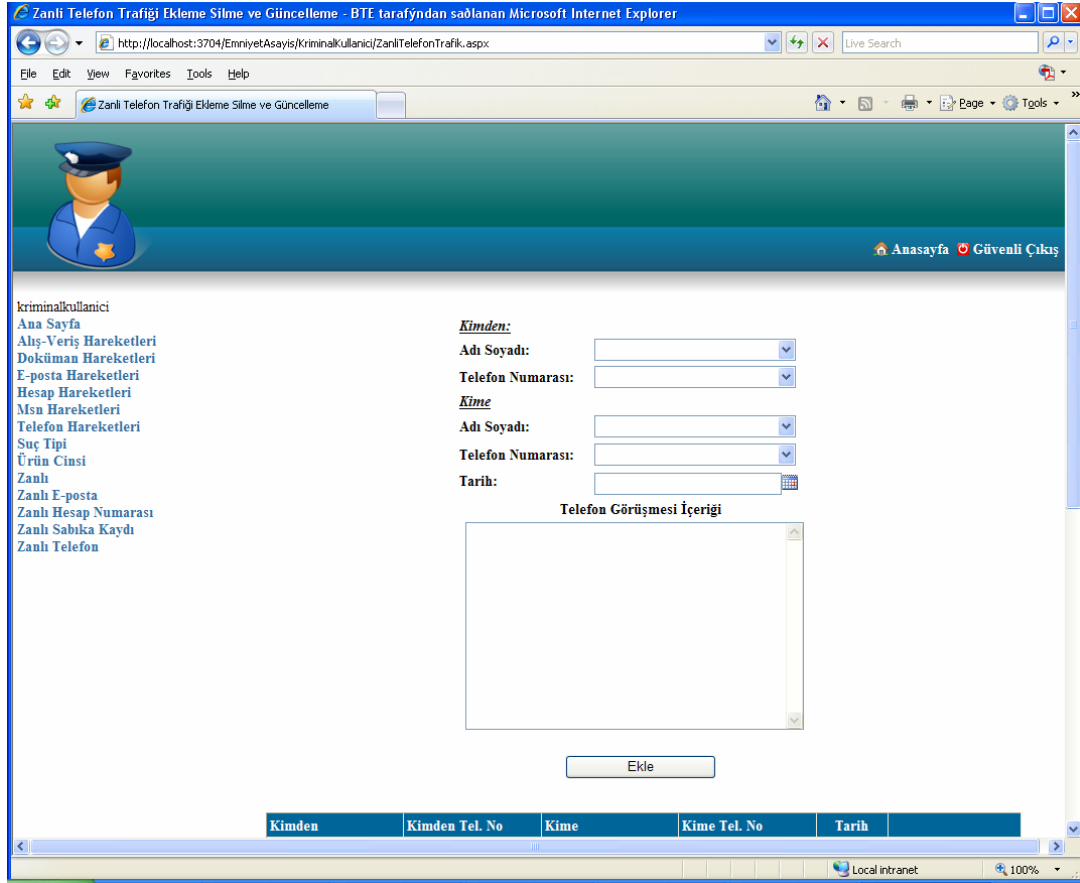 Zanli Telefon Trafiği Ekleme Silme ve Güncelleme - BTE tarafýndan saðlanan Microsoft Internet Explorer
http://localhost:3704/EmniyetAsayis/KriminalKullanici/ZanliTelefonTrafik.aspx
Live Search
File Edit View Favorites Tools Help
Zanli Telefon Trafiği Ekleme Silme ve Güncelleme
Page Tools »
Anasayfa Güvenli Çıkış
kriminalkullanici
Ana Sayfa
Alış-Veriş Hareketleri
Doküman Hareketleri
E-posta Hareketleri
Hesap Hareketleri
Msn Hareketleri
Telefon Hareketleri
Suç Tipi
Ürün Cinsi
Zanlı
Zanlı E-posta
Zanlı Hesap Numarası
Zanlı Sabıka Kaydı
Zanlı Telefon
Kimden:
Adı Soyadı:
Telefon Numarası:
Kime
Adı Soyadı:
Telefon Numarası:
Tarih:
Telefon Görüşmesi İçeriği
Ekle
Kimden Kimden Tel. No Kime Kime Tel. No Tarih
Local intranet 100%